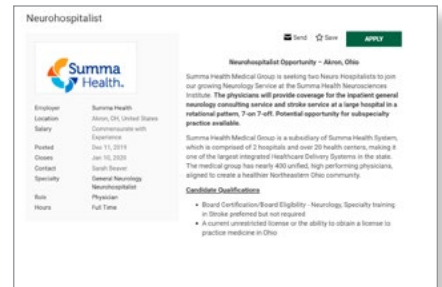 Neurohospitalist
Send Save APPLY
Summa
Health.
Employer Summa Health
Location Akron, OH, United States
Salary Commensurate with
Experience
Posted Dec 11, 2019
Closes Jan 10, 2020
Contact Sarah Beaver
Specialty General Neurology,
Neurohospitalist
Role Physician
Hours Full Time
Neurohospitalist Opportunity – Akron, Ohio
Summa Health Medical Group is seeking two Neuro Hospitalists to join
our growing Neurology Service at the Summa Health Neurosciences
Institute. The physicians will provide coverage for the inpatient general
neurology consulting service and stroke service at a large hospital in a
rotational pattern, 7-on 7-off. Potential opportunity for subspecialty
practice available.
Summa Health Medical Group is a subsidiary of Summa Health System,
which is comprised of 2 hospitals and over 20 health centers, making it
one of the largest integrated Healthcare Delivery Systems in the state.
The medical group has nearly 400 unified, high performing physicians,
aligned to create a healthier Northeastern Ohio community.
Candidate Qualifications
• Board Certification/Board Eligibility - Neurology, Specialty training
in Stroke preferred but not required
• A current unrestricted license or the ability to obtain a license to
practice medicine in Ohio